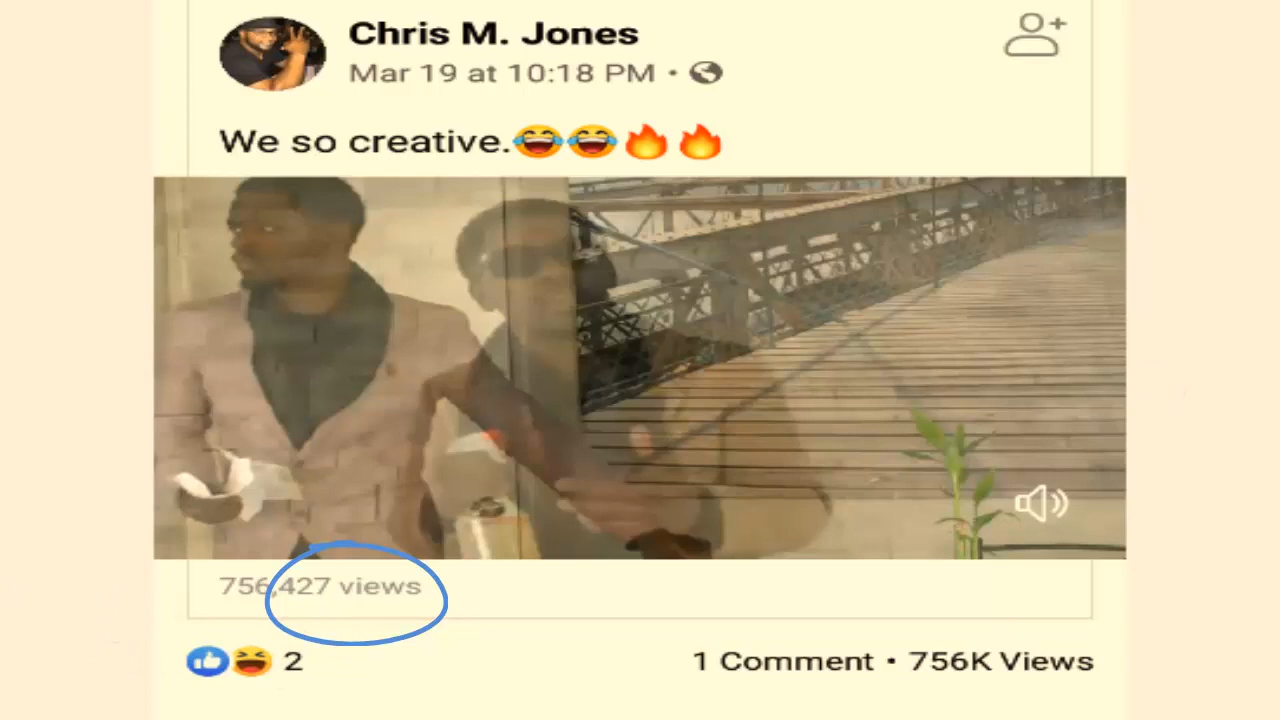 Chris M. Jones
Mar 19 at 10:18 PM •
We so creative.😂😂🔥🔥
756,427 views
2
1 Comment • 756K Views